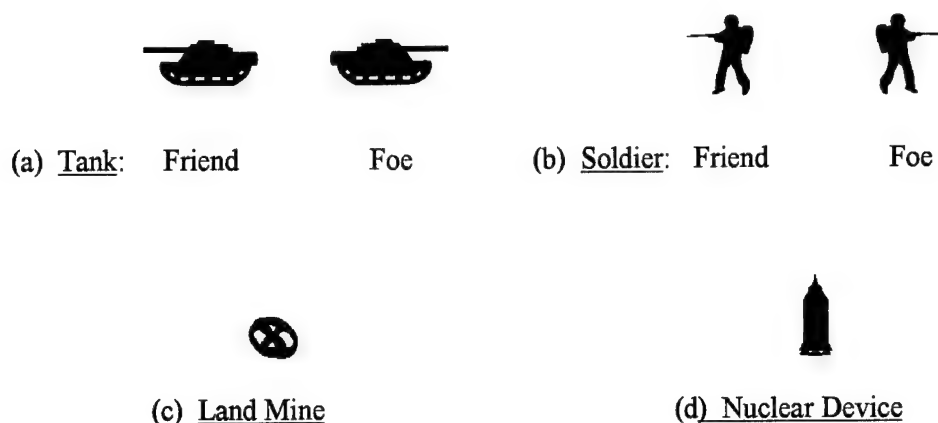 (a) Tank: Friend Foe
(b) Soldier: Friend Foe
(c) Land Mine
(d) Nuclear Device